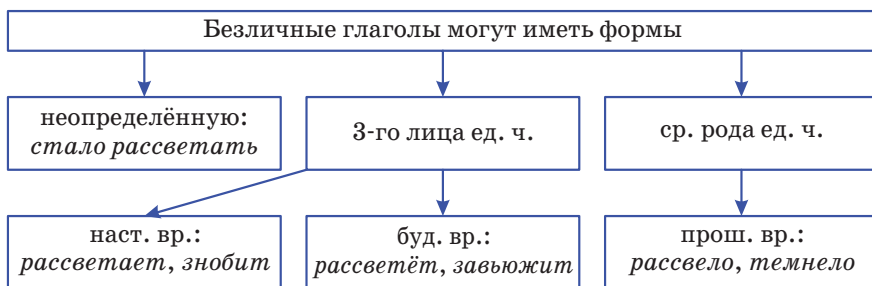 Безличные глаголы могут иметь формы
неопределённую:
стало рассветать
3-го лица ед. ч.
ср. рода ед. ч.
наст. вр.:
рассветает, знобит
буд. вр.:
рассветёт, завьюжит
прош. вр.:
рассвело, темнело